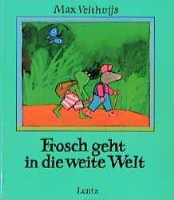 Max Velthuijs
Frosch geht
in die weite Welt
Lentz